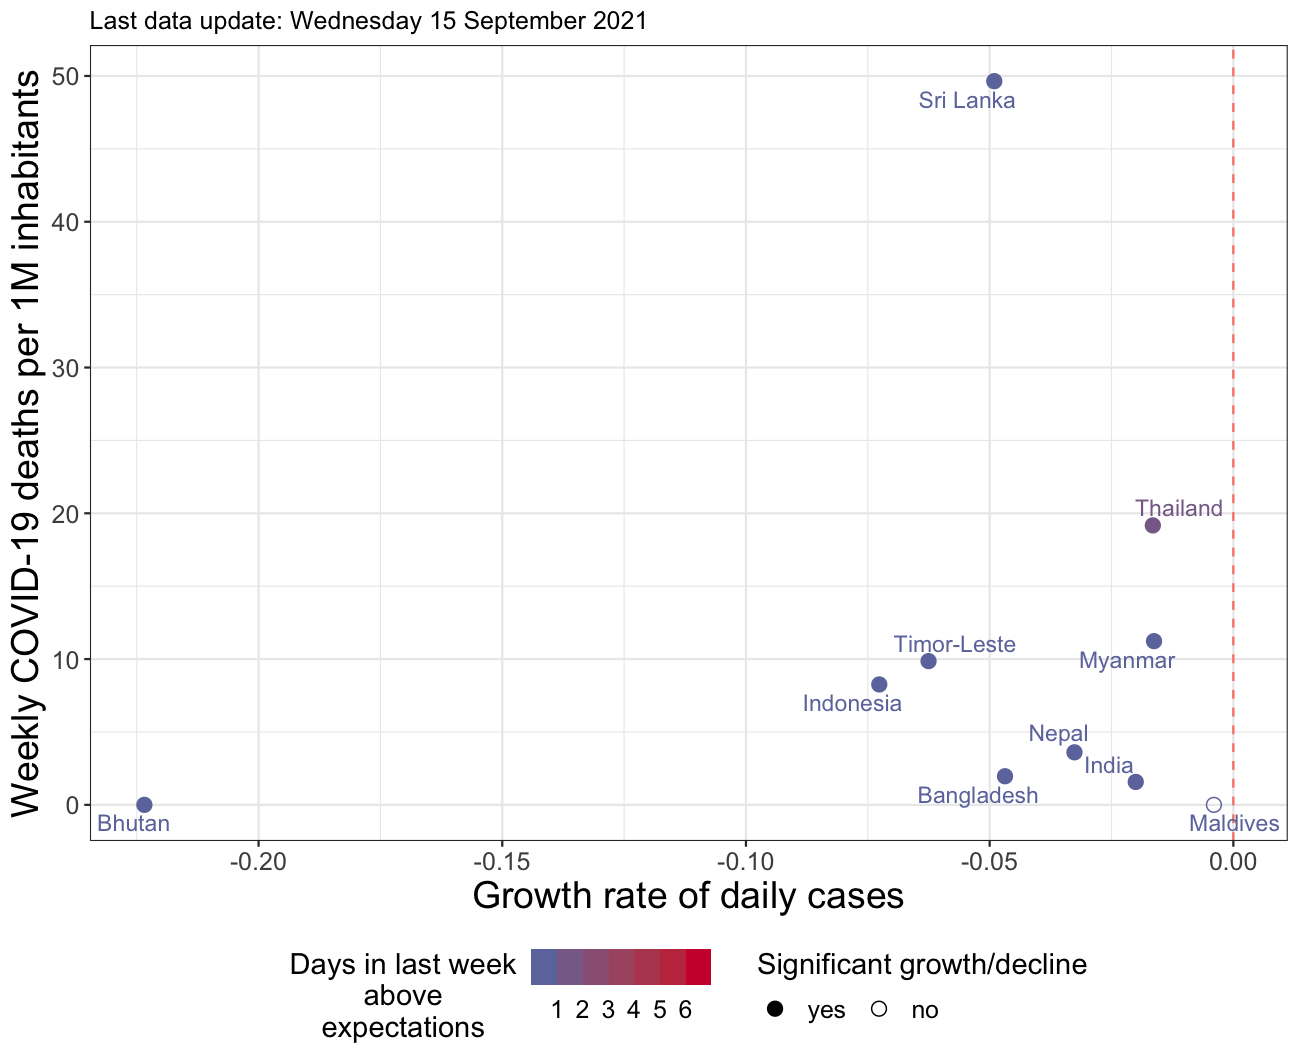 Last data update: Wednesday 15 September 2021
Weekly COVID-19 deaths per 1M inhabitants
50
40
30
20
10
0
Sri Lanka
Thailand
Timor-Leste
Myanmar
Indonesia
Nepal
India
Bangladesh
Bhutan
Maldives
-0.20 -0.15 -0.10 -0.05 0.00
Growth rate of daily cases
Days in last week
above
expectations
1 2 3 4 5 6
Significant growth/decline
yes no